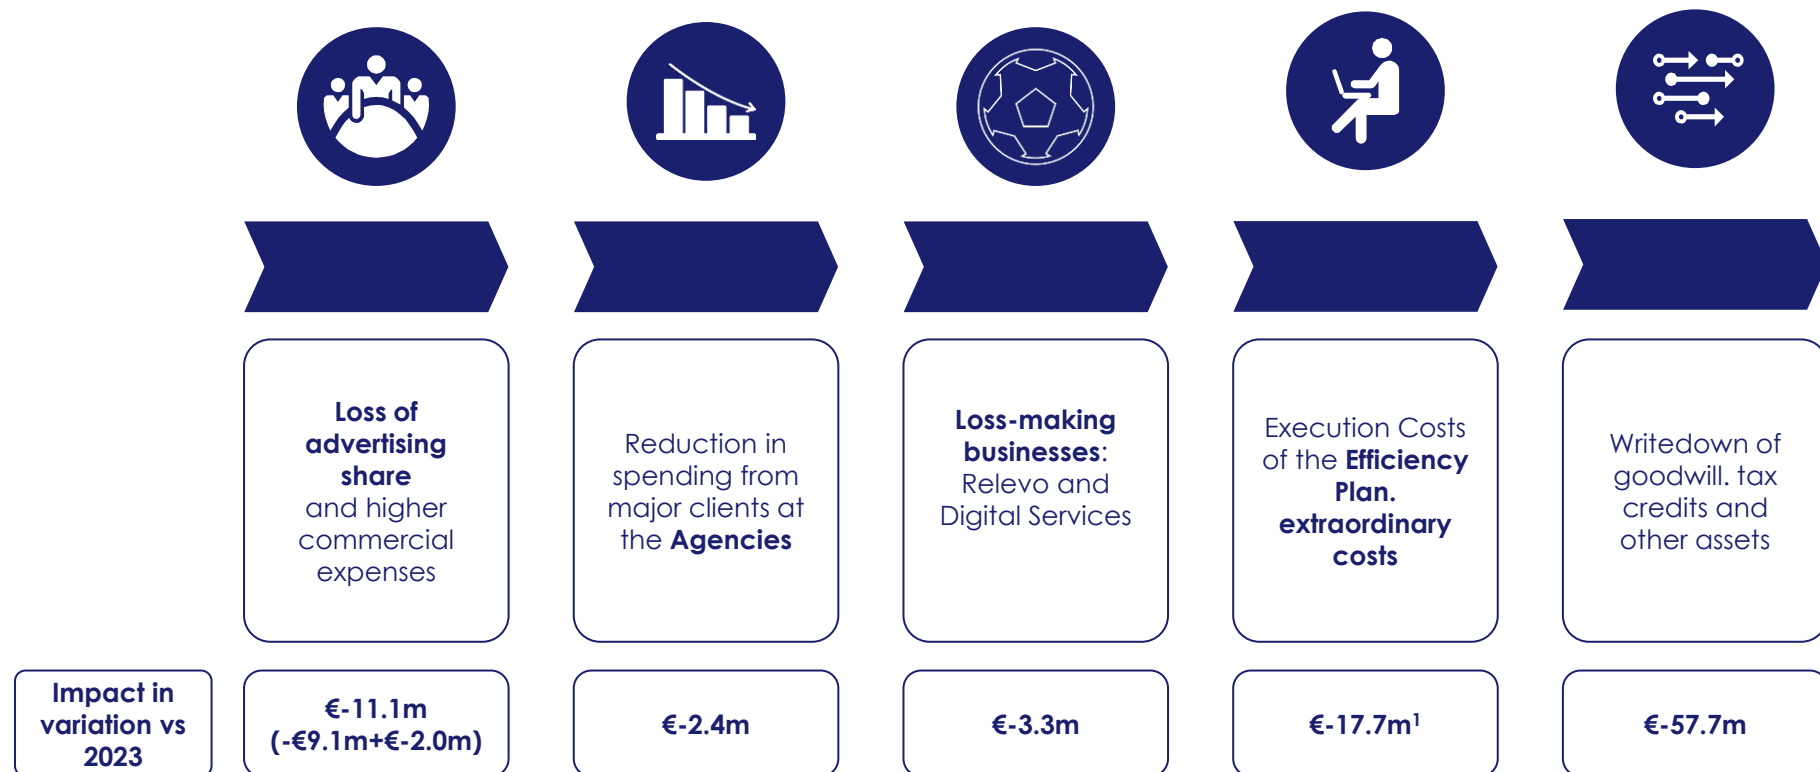 Loss of
advertising
share
and higher
commercial
expenses
Reduction in
spending from
major clients at
the Agencies
Loss-making
businesses:
Relevo and
Digital Services
Execution Costs
of the Efficiency
Plan.
extraordinary
costs
Writedown of
goodwill. tax
credits and
other assets
Impact in
variation vs
2023
€-11.1m
(-€9.1m+€-2.0m)
€-2.4m
€-3.3m
€-17.7m¹
€-57.7m